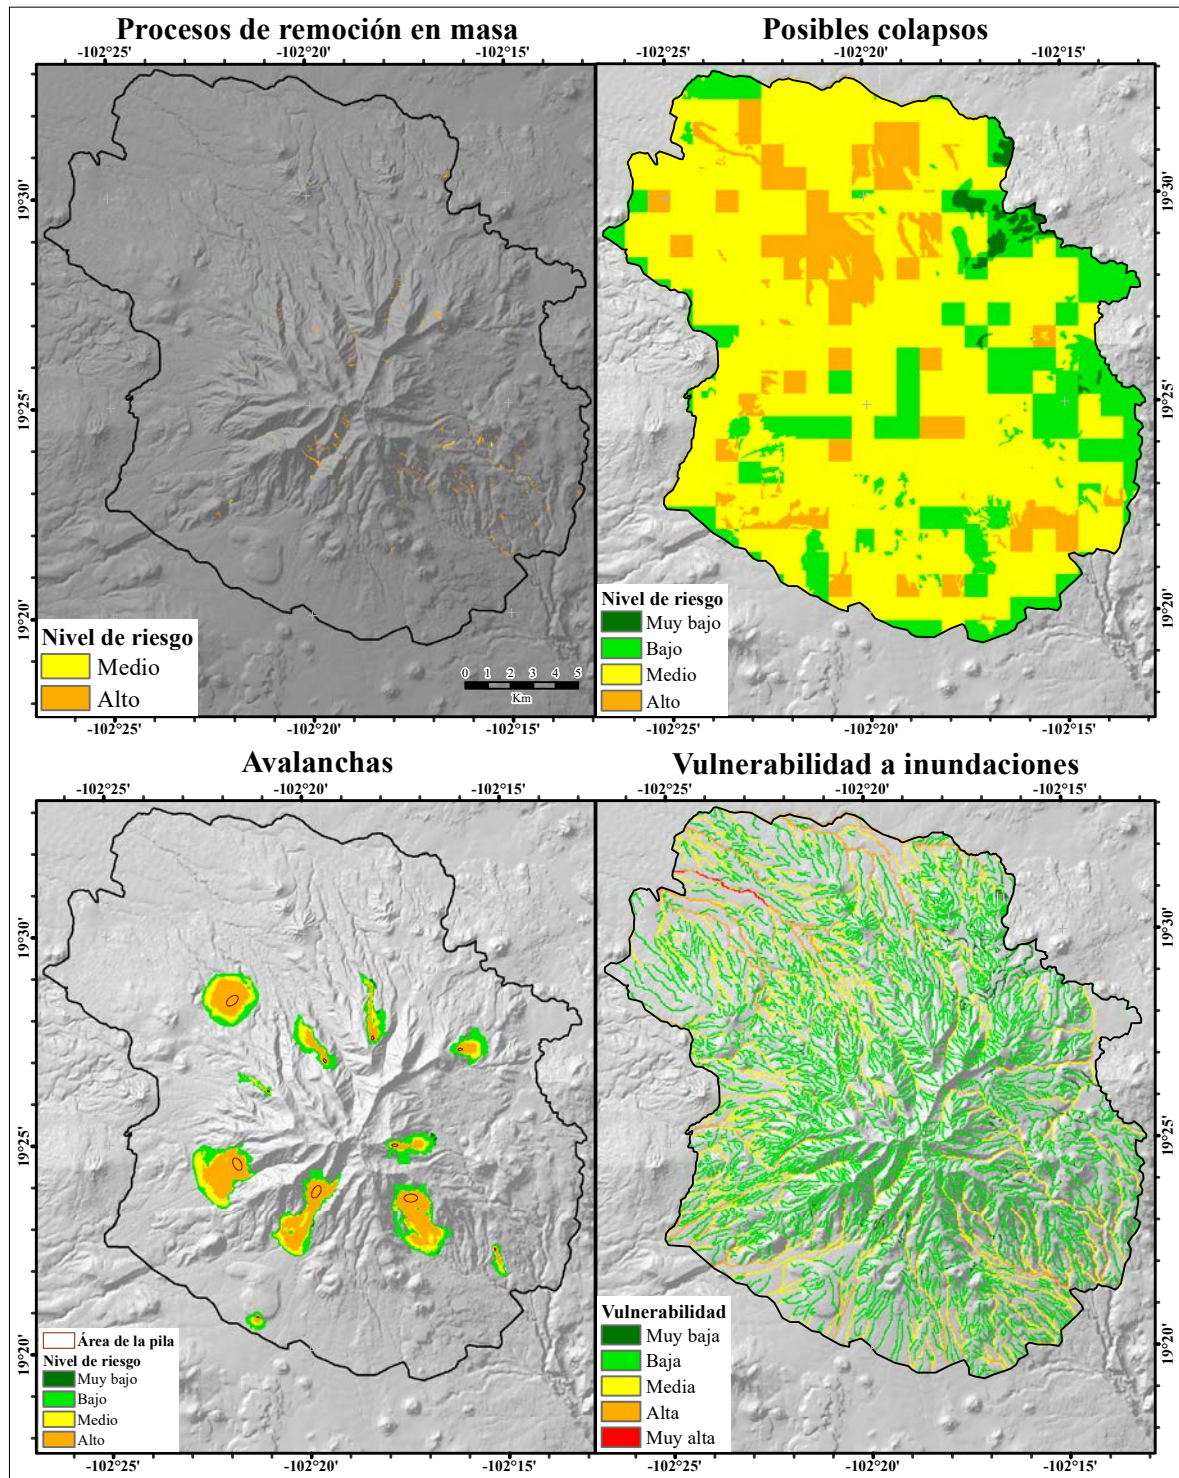 Procesos de remoción en masa
-102°25'
-102°20'
-102°15'
19°30'
19°25'
19°20'
Nivel de riesgo
Medio
Alto
0 1 2 3 4 5
Km
-102°25'
-102°20'
-102°15'
Posibles colapsos
-102°25'
-102°20'
-102°15'
19°30'
19°25'
19°20'
Nivel de riesgo
Muy bajo
Bajo
Medio
Alto
-102°25'
-102°20'
-102°15'
Avalanchas
-102°25'
-102°20'
-102°15'
19°30'
19°25'
19°20'
Área de la pila
Nivel de riesgo
Muy bajo
Bajo
Medio
Alto
-102°25'
-102°20'
-102°15'
Vulnerabilidad a inundaciones
-102°25'
-102°20'
-102°15'
19°30'
19°25'
19°20'
Vulnerabilidad
Muy baja
Baja
Media
Alta
Muy alta
-102°25'
-102°20'
-102°15'